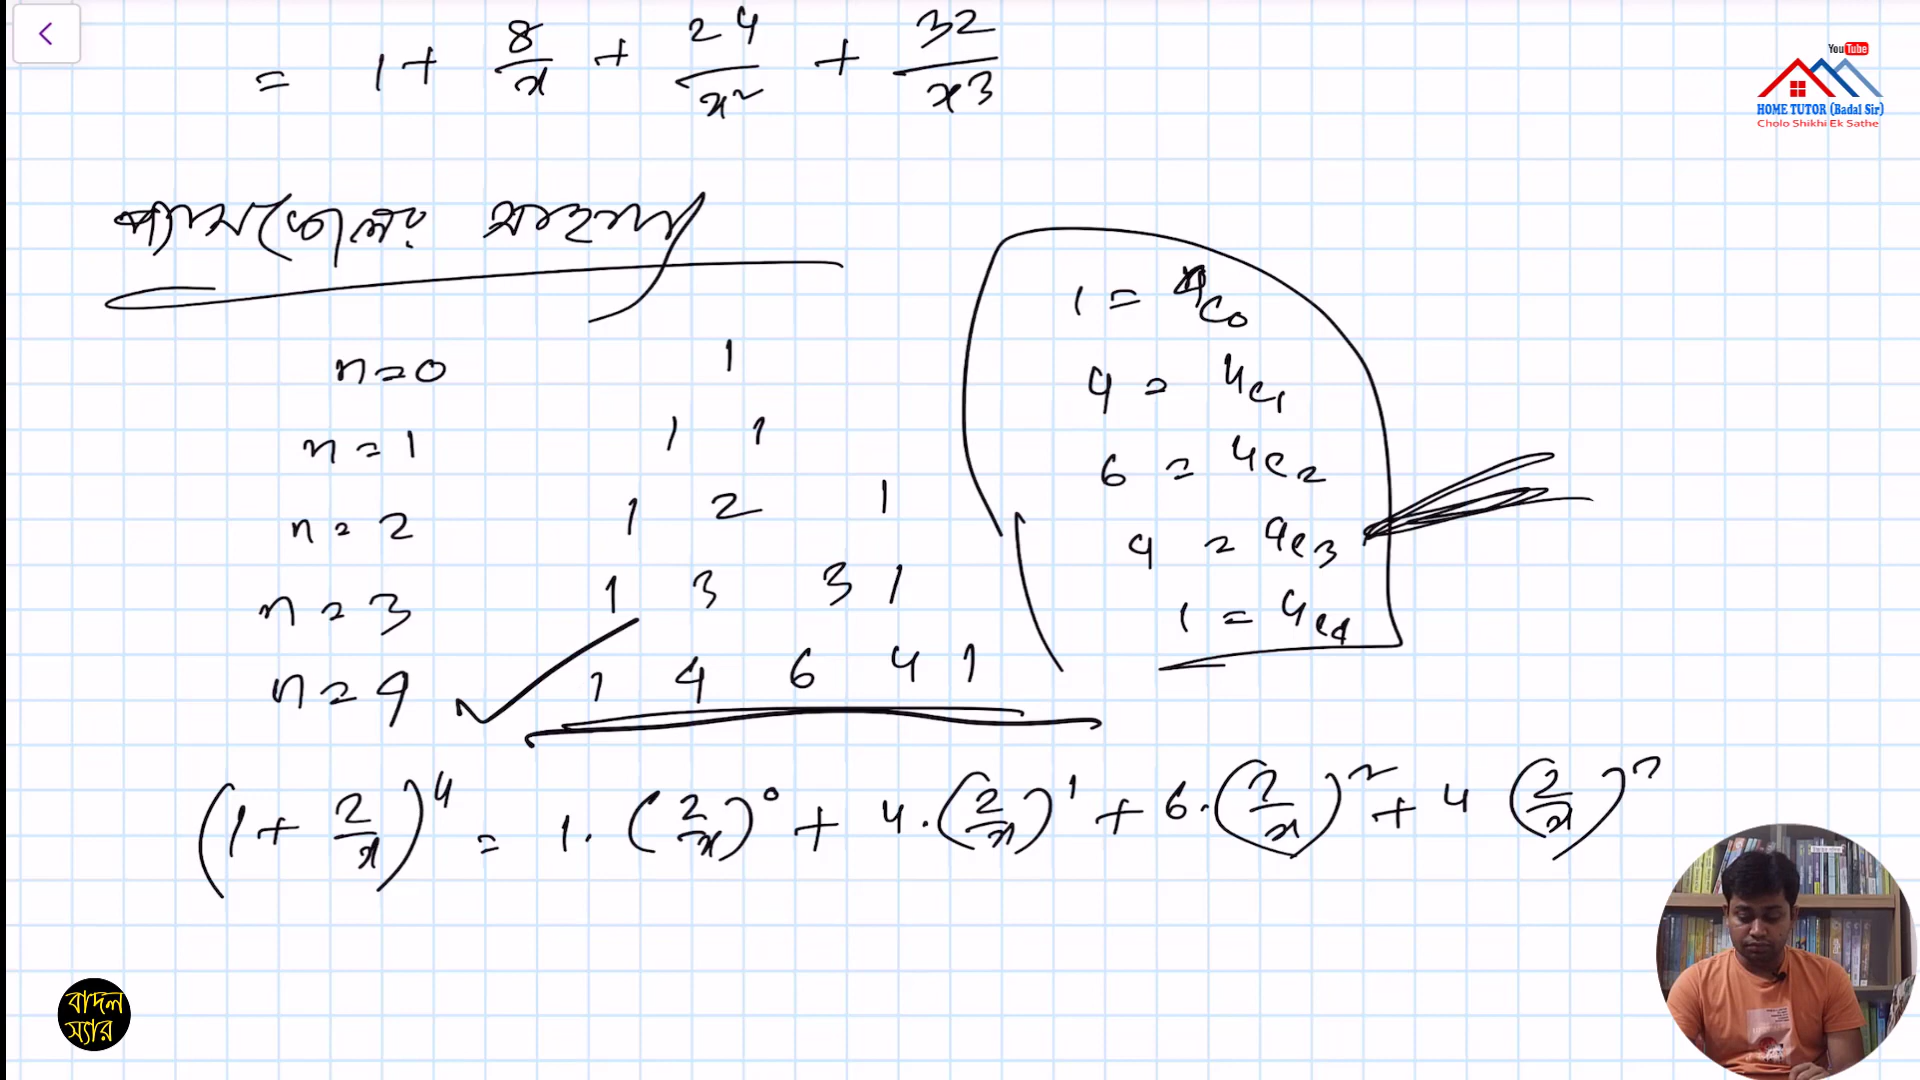 = 1 + 8/x + 24/x² + 32/x3
YouTube
HOME TUTOR (Badal Sir)
Cholo Shikhi Ek Sathe
প্যাসকেলের
n=0 1
n=1 1 1
n=2 1 2 1
n=3 1 3 3 1
n=4 1 4 6 4 1
1 = 4C0
4 = 4C1
6 = 4C2
4 = 4C3
1 = 4C4
(1 + 2/x)⁴ = 1·(2/x)⁰ + 4·(2/x)¹ + 6·(2/x)² + 4 (2/x)
বাদল
স্যার